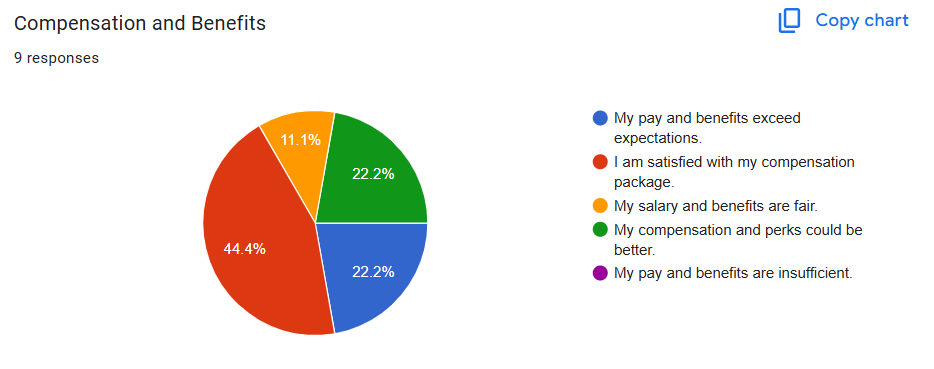 Compensation and Benefits
Copy chart
9 responses
11.1%
22.2%
44.4%
22.2%
My pay and benefits exceed
expectations.
I am satisfied with my compensation
package.
My salary and benefits are fair.
My compensation and perks could be
better.
My pay and benefits are insufficient.